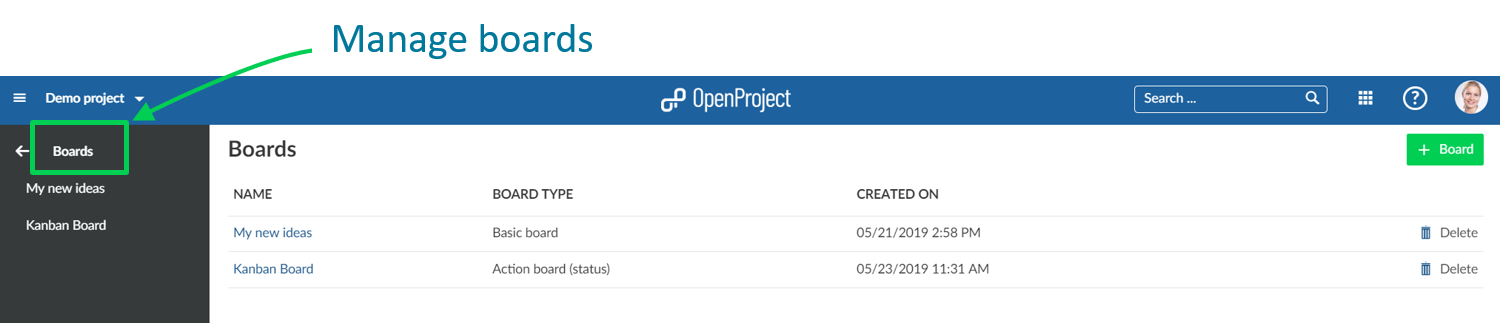 Manage boards
Demo project
OpenProject
Search ...
?
Boards
My new ideas
Kanban Board
Boards
+ Board
NAME BOARD TYPE CREATED ON
My new ideas Basic board 05/21/2019 2:58 PM Delete
Kanban Board Action board (status) 05/23/2019 11:31 AM Delete